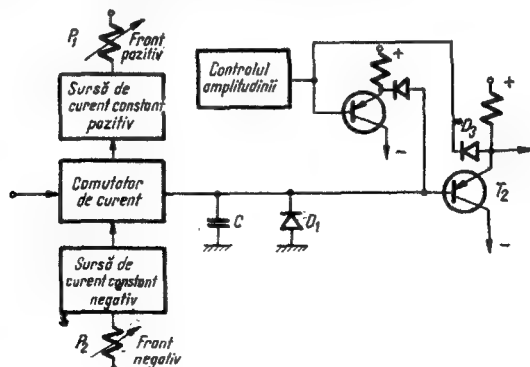 P1
Front
pozitiv
Sursă de
curent constant
pozitiv
Comutator
de curent
Sursă de
curent constant
negativ
P2
Front
negativ
Controlul
amplitudinii
+
-
C
D1
+
D3
T2
-